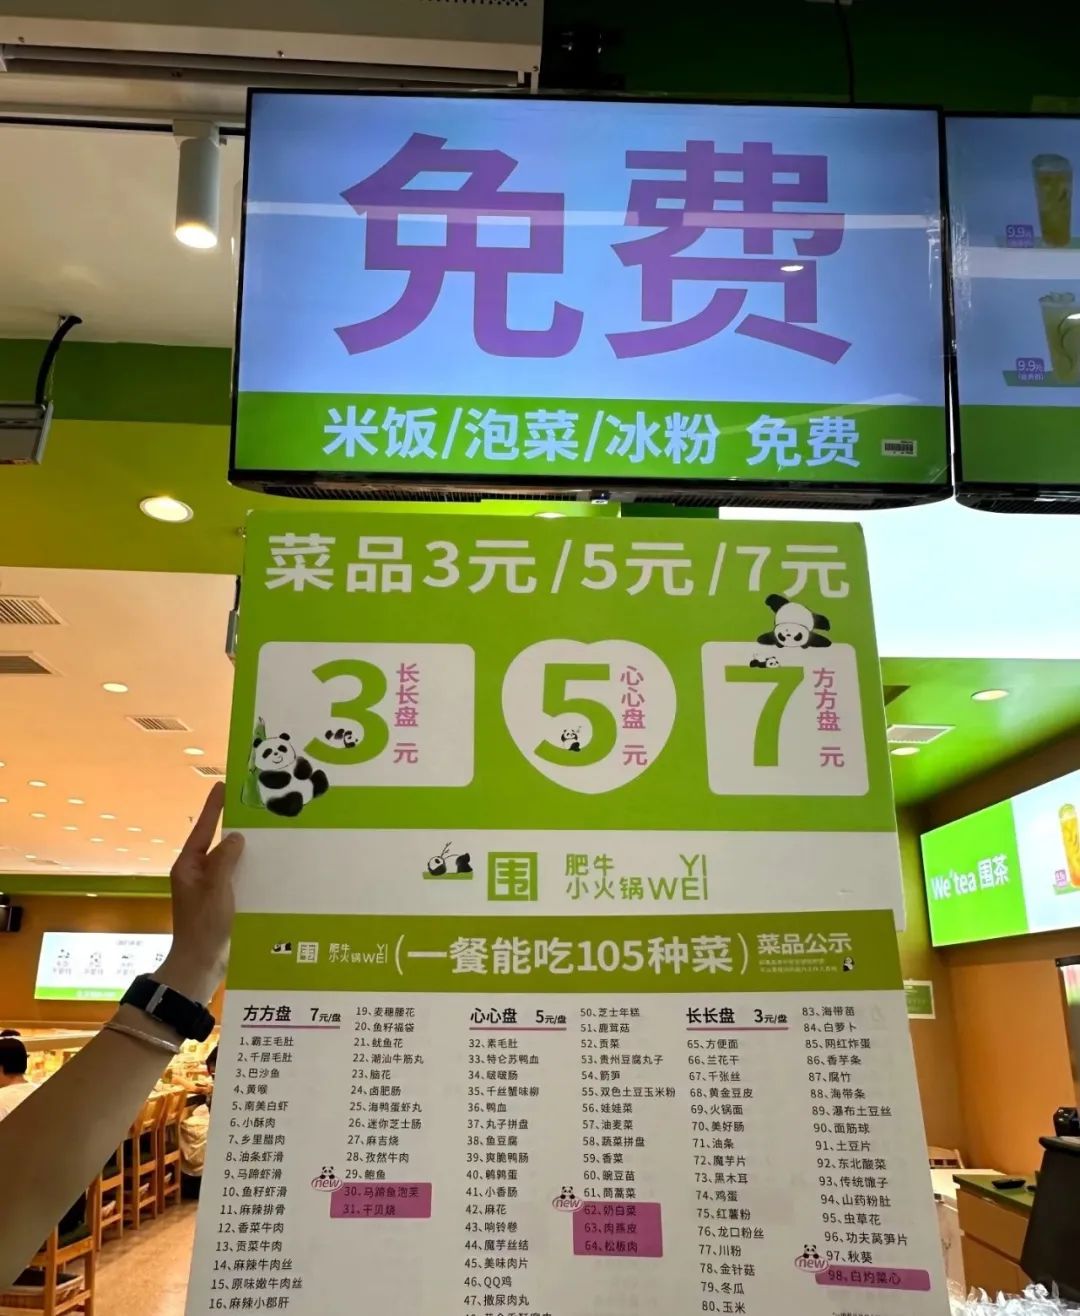 免费
米饭/泡菜/冰粉 免费
9.9元
9.9元
菜品3元/5元/7元
3元 长长盘
5元 心心盘
7元 方方盘
围 肥牛小火锅 YI WEI
We'tea 围茶
围 肥牛小火锅 YI WEI (一餐能吃105种菜) 菜品公示
方方盘 7元/盘
1、霸王毛肚
2、千层毛肚
3、巴沙鱼
4、黄喉
5、南美白虾
6、小酥肉
7、乡里腊肉
8、油条虾滑
9、马蹄虾滑
10、鱼籽虾滑
11、麻辣排骨
12、香菜牛肉
13、贡菜牛肉
14、麻辣牛肉丝
15、原味嫩牛肉丝
16、麻辣小郡肝
19、麦穗腰花
20、鱼籽福袋
21、鱿鱼花
22、潮汕牛筋丸
23、脑花
24、卤肥肠
25、海鸭蛋虾丸
26、迷你芝士肠
27、麻吉烧
28、孜然牛肉
29、鲍鱼
new
30、马蹄鱼泡芙
31、干贝烧
心心盘 5元/盘
32、素毛肚
33、特仑苏鸭血
34、啵啵肠
35、千丝蟹味柳
36、鸭血
37、丸子拼盘
38、鱼豆腐
39、爽脆鸭肠
40、鹌鹑蛋
41、小香肠
42、麻花
43、响铃卷
44、魔芋丝结
45、美味肉片
46、QQ鸡
47、撒尿肉丸
50、芝士年糕
51、鹿茸菇
52、贡菜
53、贵州豆腐丸子
54、箭笋
55、双色土豆玉米粉
56、娃娃菜
57、油麦菜
58、蔬菜拼盘
59、香菜
60、豌豆苗
61、茼蒿菜
new
62、奶白菜
63、肉燕皮
64、松板肉
长长盘 3元/盘
65、方便面
66、兰花干
67、千张丝
68、黄金豆皮
69、火锅面
70、美好肠
71、油条
72、魔芋片
73、黑木耳
74、鸡蛋
75、红薯粉
76、龙口粉丝
77、川粉
78、金针菇
79、冬瓜
80、玉米
83、海带苗
84、白萝卜
85、网红炸蛋
86、香芋条
87、腐竹
88、海带条
89、瀑布土豆丝
90、面筋球
91、土豆片
92、东北酸菜
93、传统馓子
94、山药粉肚
95、虫草花
96、功夫莴笋片
97、秋葵
new
98、白灼菜心